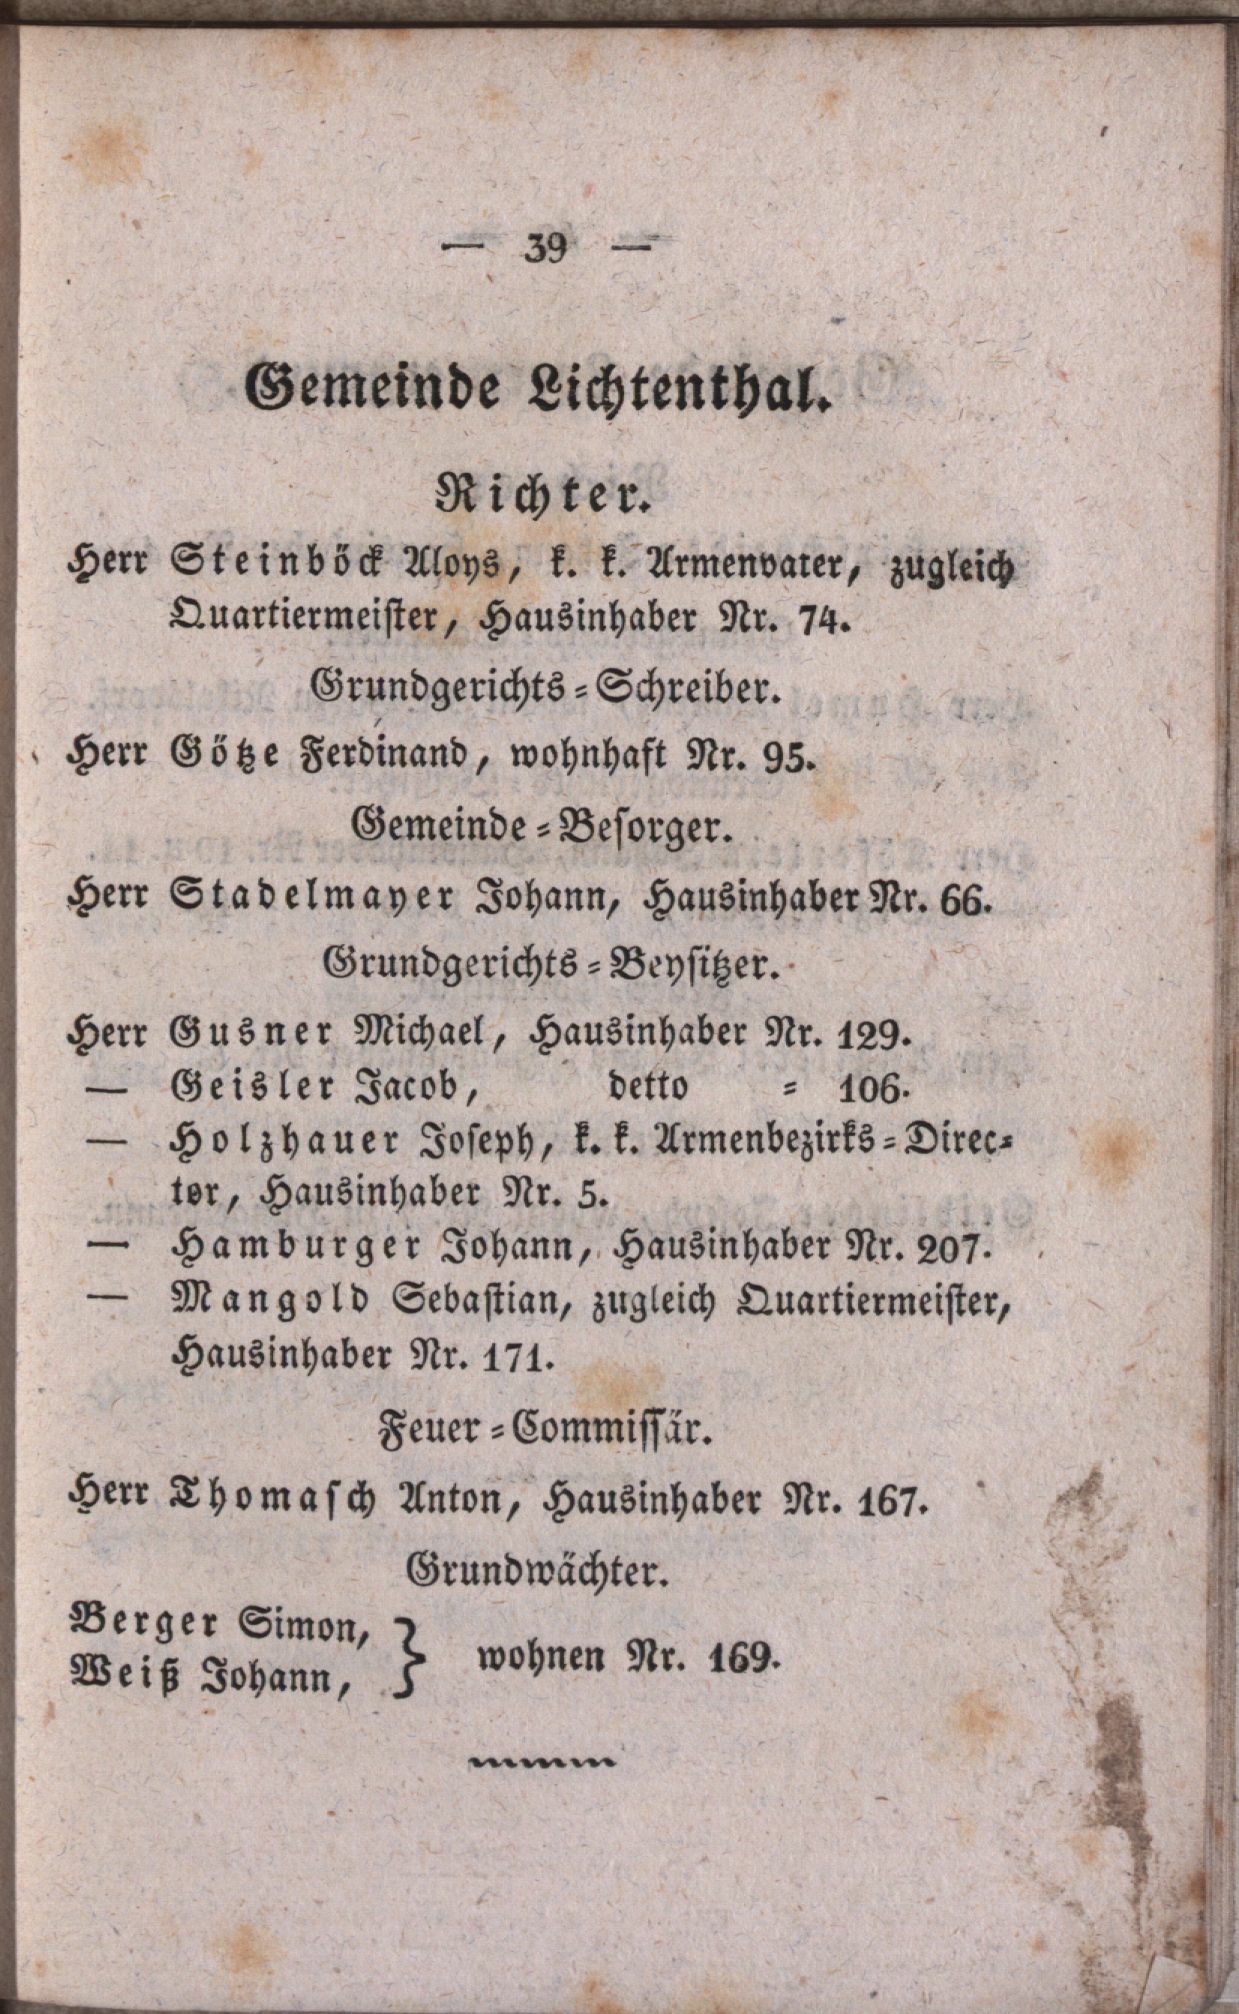 — 39 —
Gemeinde Lichtenthal.
Richter.
Herr Steinböck Aloys, k. k. Armenvater, zugleich
Quartiermeister, Hausinhaber Nr. 74.
Grundgerichts-Schreiber.
Herr Götze Ferdinand, wohnhaft Nr. 95.
Gemeinde-Besorger.
Herr Stadelmayer Johann, Hausinhaber Nr. 66.
Grundgerichts-Beysitzer.
Herr Gusner Michael, Hausinhaber Nr. 129.
— Geisler Jacob, detto = 106.
— Holzhauer Joseph, k. k. Armenbezirks-Direc-
tor, Hausinhaber Nr. 5.
— Hamburger Johann, Hausinhaber Nr. 207.
— Mangold Sebastian, zugleich Quartiermeister,
Hausinhaber Nr. 171.
Feuer-Commissär.
Herr Thomasch Anton, Hausinhaber Nr. 167.
Grundwächter.
Berger Simon,
Weiß Johann, } wohnen Nr. 169.